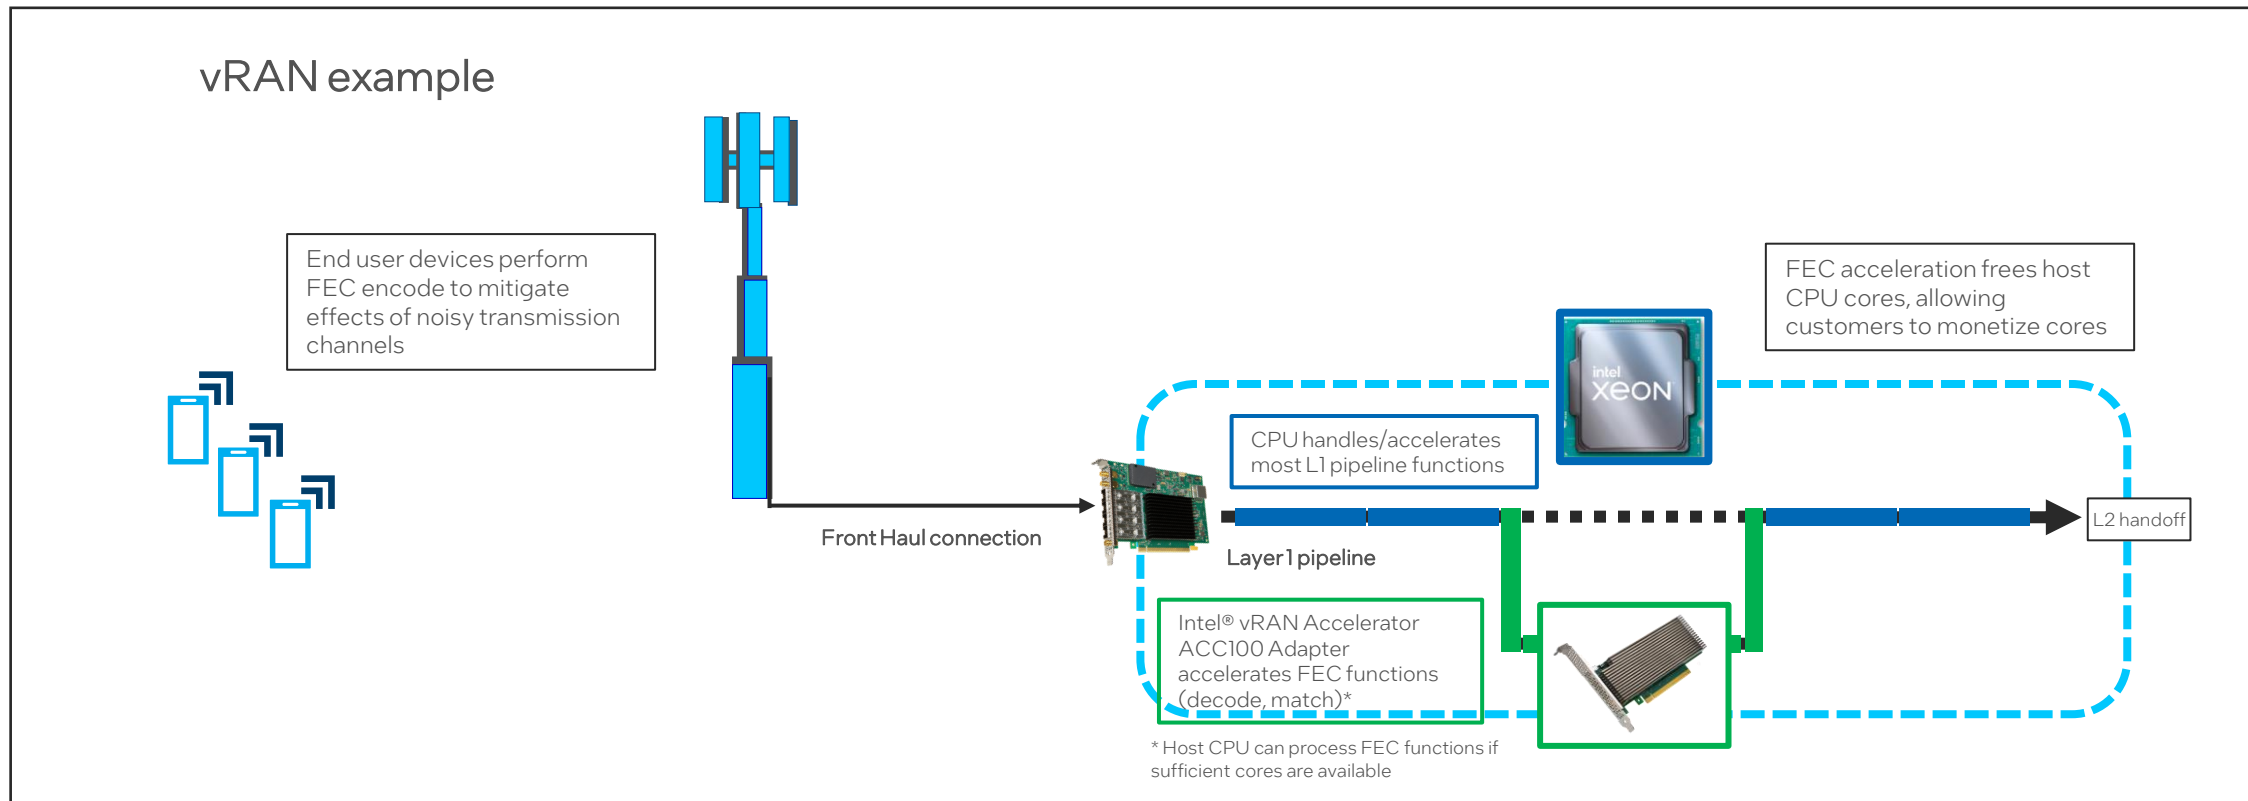 vRAN example
End user devices perform
FEC encode to mitigate
effects of noisy transmission
channels
FEC acceleration frees host
CPU cores, allowing
customers to monetize cores
intel
xeon
CPU handles/accelerates
most L1 pipeline functions
Front Haul connection
Layer 1 pipeline
L2 handoff
Intel® vRAN Accelerator
ACC100 Adapter
accelerates FEC functions
(decode, match)*
* Host CPU can process FEC functions if
sufficient cores are available